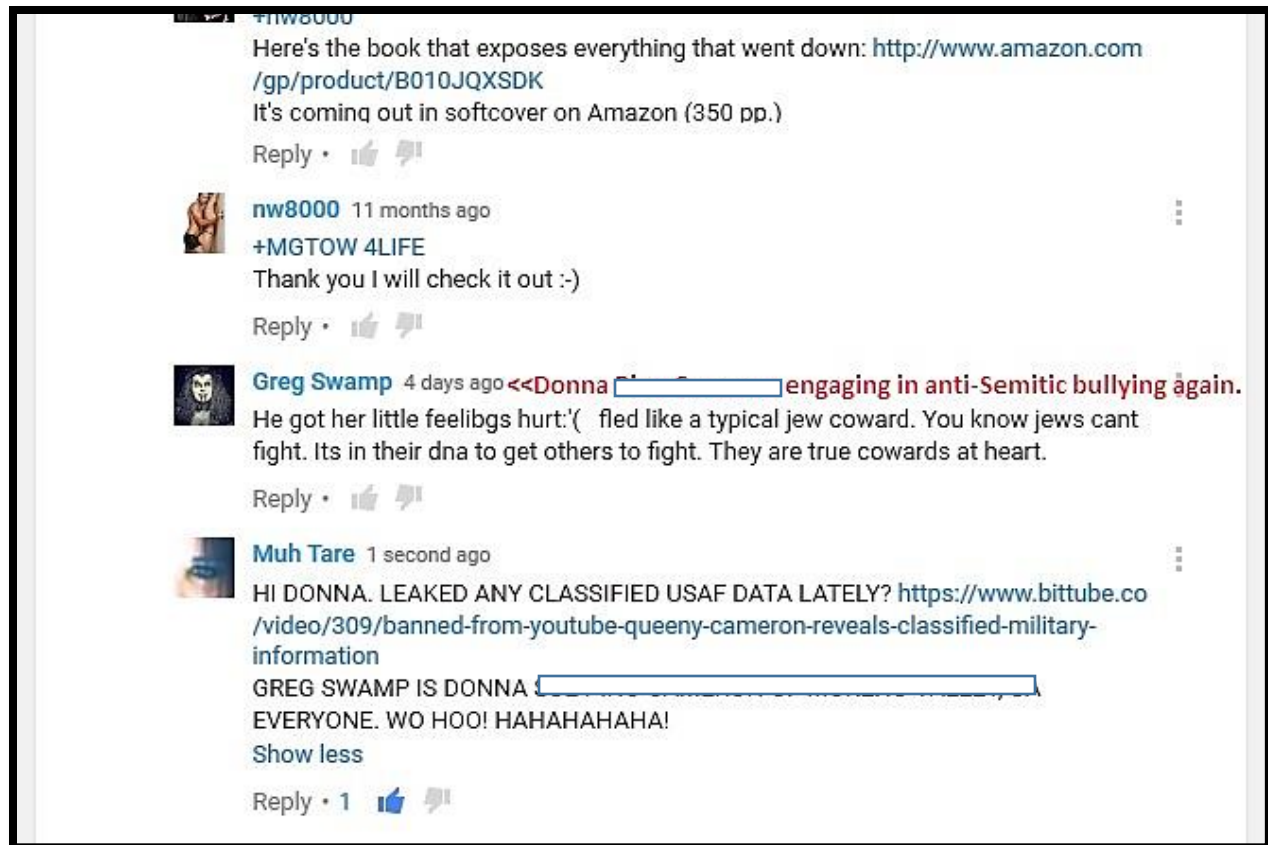 +nw8000
Here's the book that exposes everything that went down: http://www.amazon.com
/gp/product/B010JQXSDK
It's coming out in softcover on Amazon (350 pp.)
Reply •
nw8000 11 months ago
+MGTOW 4LIFE
Thank you I will check it out :-)
Reply •
Greg Swamp 4 days ago <<Donna engaging in anti-Semitic bullying again.
He got her little feelibgs hurt:'( fled like a typical jew coward. You know jews cant
fight. Its in their dna to get others to fight. They are true cowards at heart.
Reply •
Muh Tare 1 second ago
HI DONNA. LEAKED ANY CLASSIFIED USAF DATA LATELY? https://www.bittube.co
/video/309/banned-from-youtube-queeny-cameron-reveals-classified-military-
information
GREG SWAMP IS DONNA
EVERYONE. WO HOO! HAHAHAHAHA!
Show less
Reply • 1